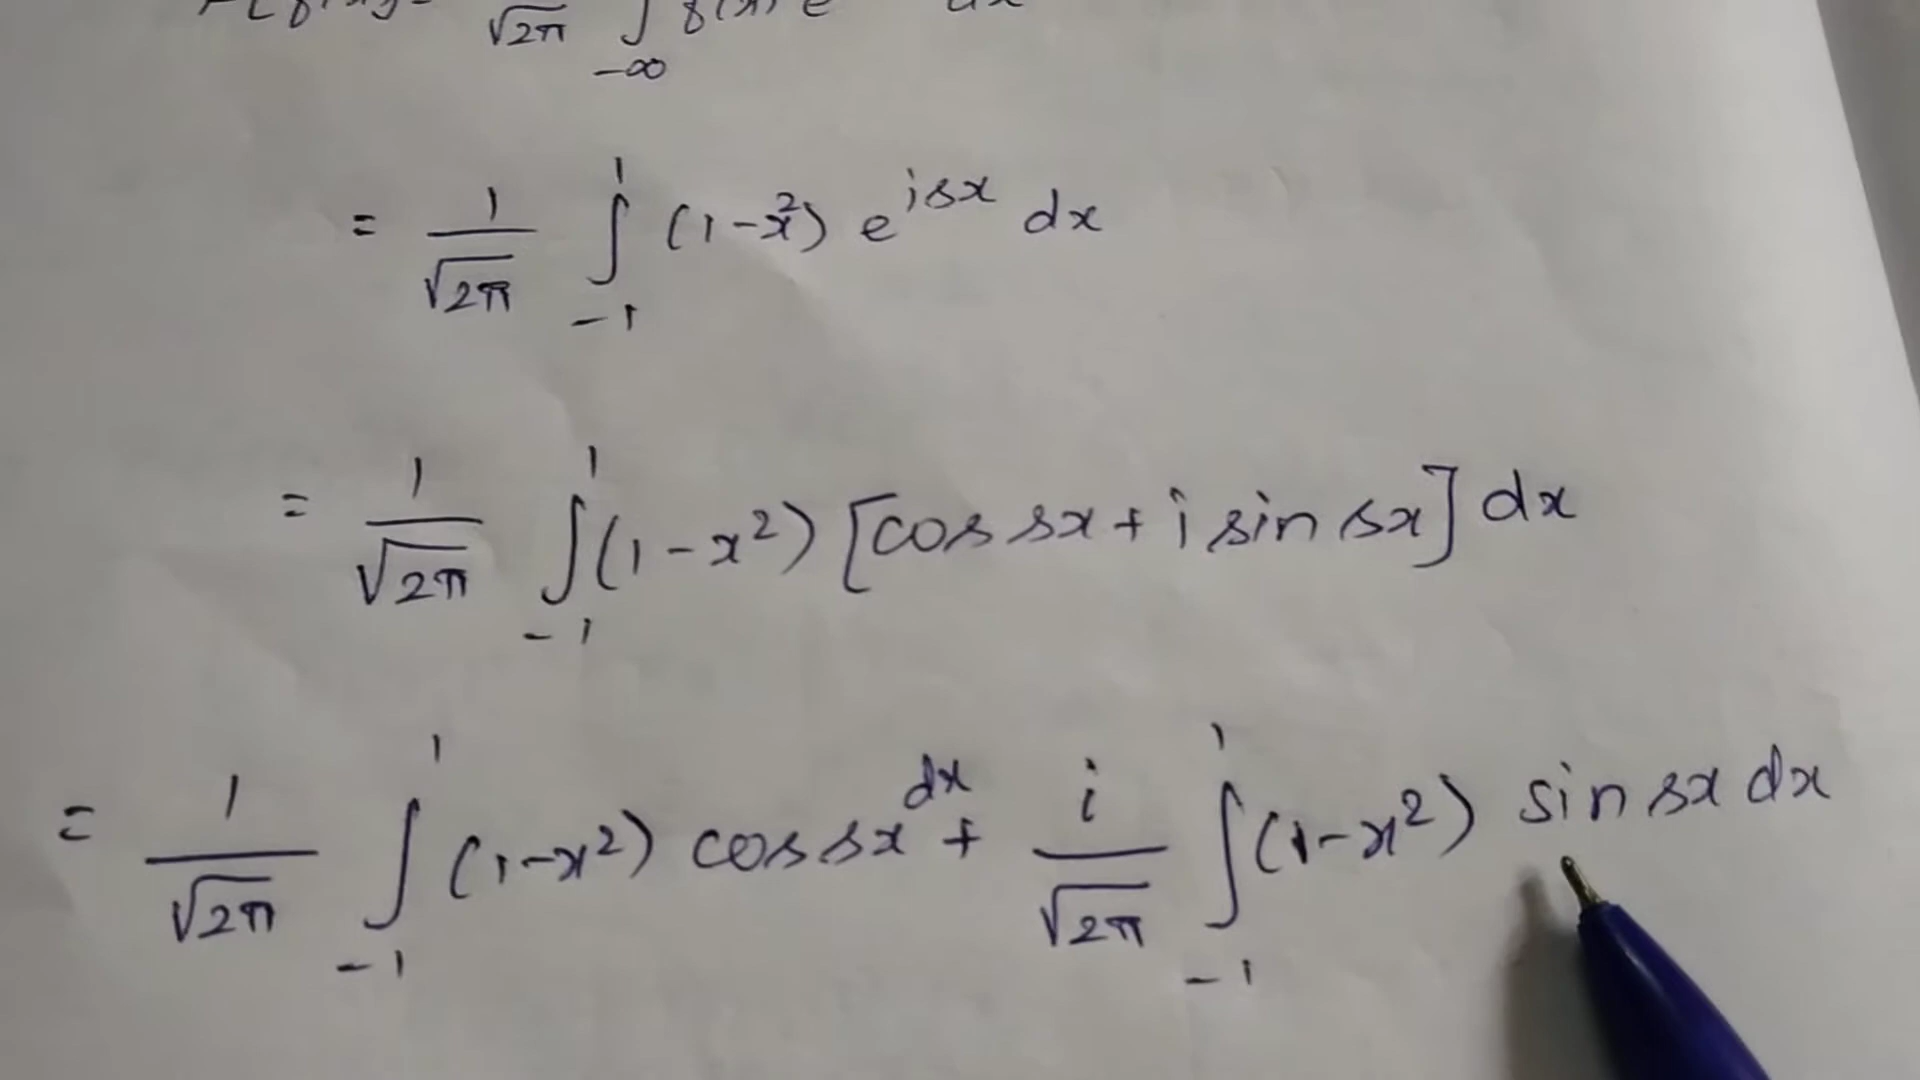 √2π ∫ -∞
= 1/√2π ∫_{-1}^{1} (1-x²) e^{isx} dx
= 1/√2π ∫_{-1}^{1} (1-x²) [cos sx + i sin sx] dx
= 1/√2π ∫_{-1}^{1} (1-x²) cos sx dx + i/√2π ∫_{-1}^{1} (1-x²) sin sx dx